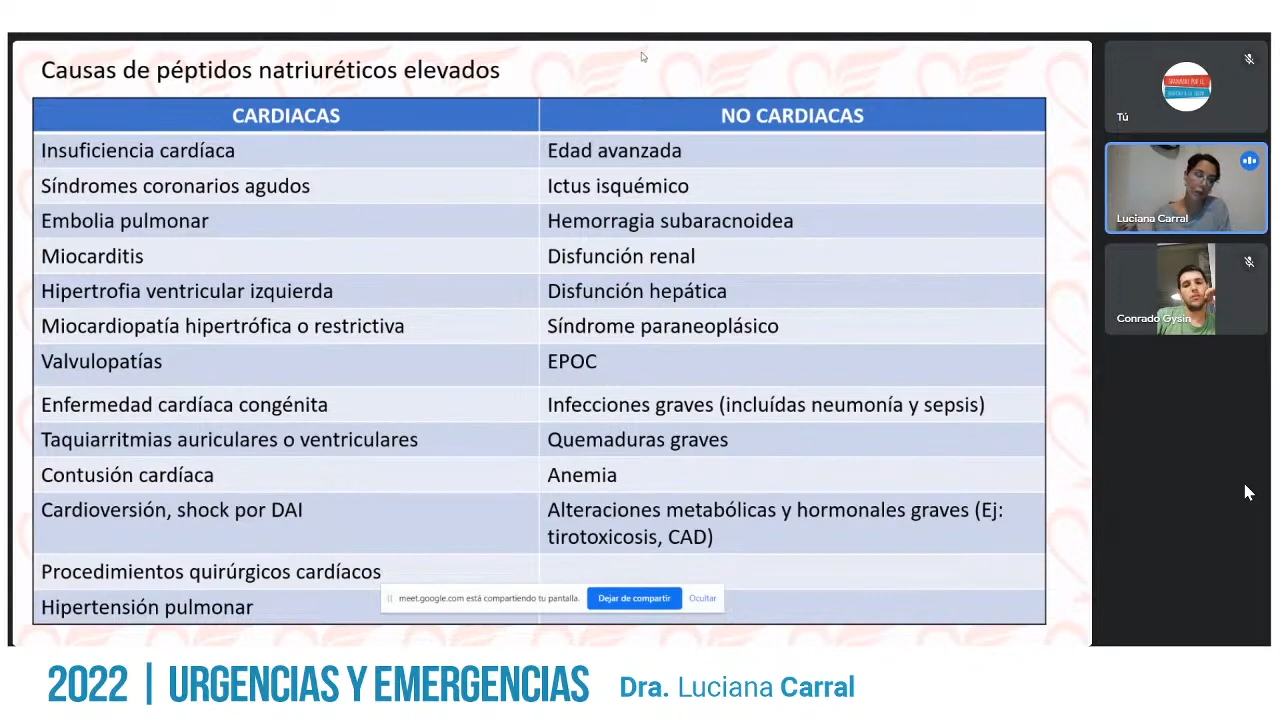 Causas de péptidos natriuréticos elevados
CARDIACAS
NO CARDIACAS
Insuficiencia cardíaca
Edad avanzada
Síndromes coronarios agudos
Ictus isquémico
Embolia pulmonar
Hemorragia subaracnoidea
Miocarditis
Disfunción renal
Hipertrofia ventricular izquierda
Disfunción hepática
Miocardiopatía hipertrófica o restrictiva
Síndrome paraneoplásico
Valvulopatías
EPOC
Enfermedad cardíaca congénita
Infecciones graves (incluídas neumonía y sepsis)
Taquiarritmias auriculares o ventriculares
Quemaduras graves
Contusión cardíaca
Anemia
Cardioversión, shock por DAI
Alteraciones metabólicas y hormonales graves (Ej:
tirotoxicosis, CAD)
Procedimientos quirúrgicos cardíacos
Hipertensión pulmonar
meet.google.com está compartiendo tu pantalla.
Dejar de compartir
Ocultar
Tú
Luciana Carral
Conrado Gysin
2022 | URGENCIAS Y EMERGENCIAS
Dra. Luciana Carral